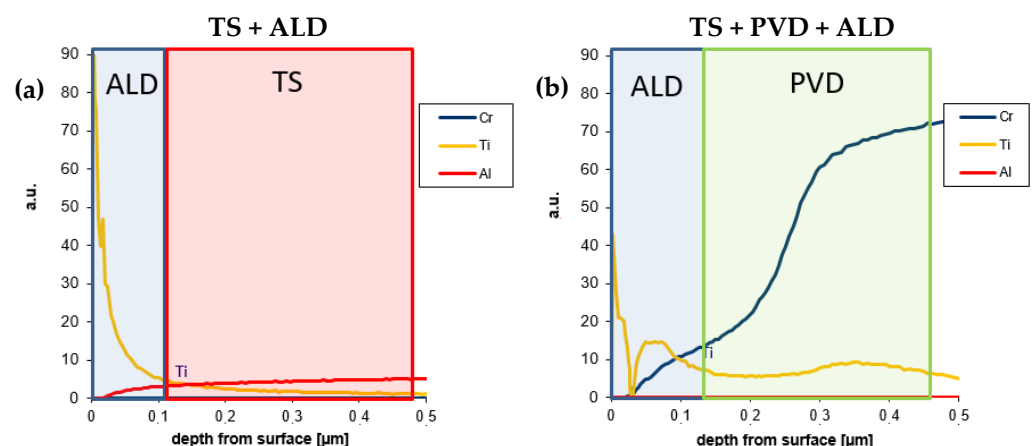 TS + ALD
(a)
90
80
70
60
50
40
30
20
10
0
a.u.
ALD
TS
Cr
Ti
Al
Ti
0
0.1
0.2
0.3
0.4
0.5
depth from surface [µm]
TS + PVD + ALD
(b)
90
80
70
60
50
40
30
20
10
0
a.u.
ALD
PVD
Cr
Ti
Al
Ti
0
0.1
0.2
0.3
0.4
0.5
depth from surface [µm]